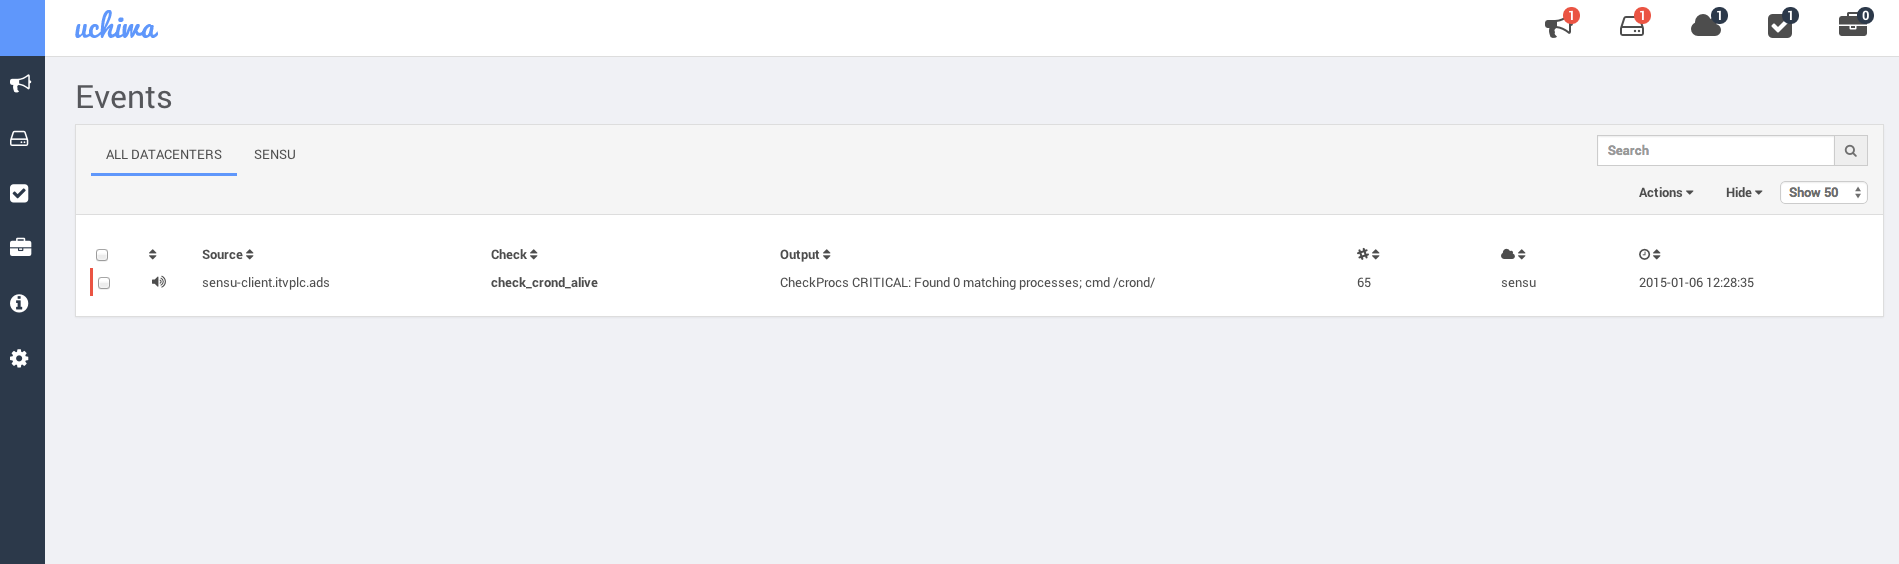 uchiwa
1 1 1 1 0
Events
ALL DATACENTERS SENSU
Search
Actions Hide Show 50
Source Check Output
sensu-client.itvplc.ads check_crond_alive CheckProcs CRITICAL: Found 0 matching processes; cmd /crond/ 65 sensu 2015-01-06 12:28:35